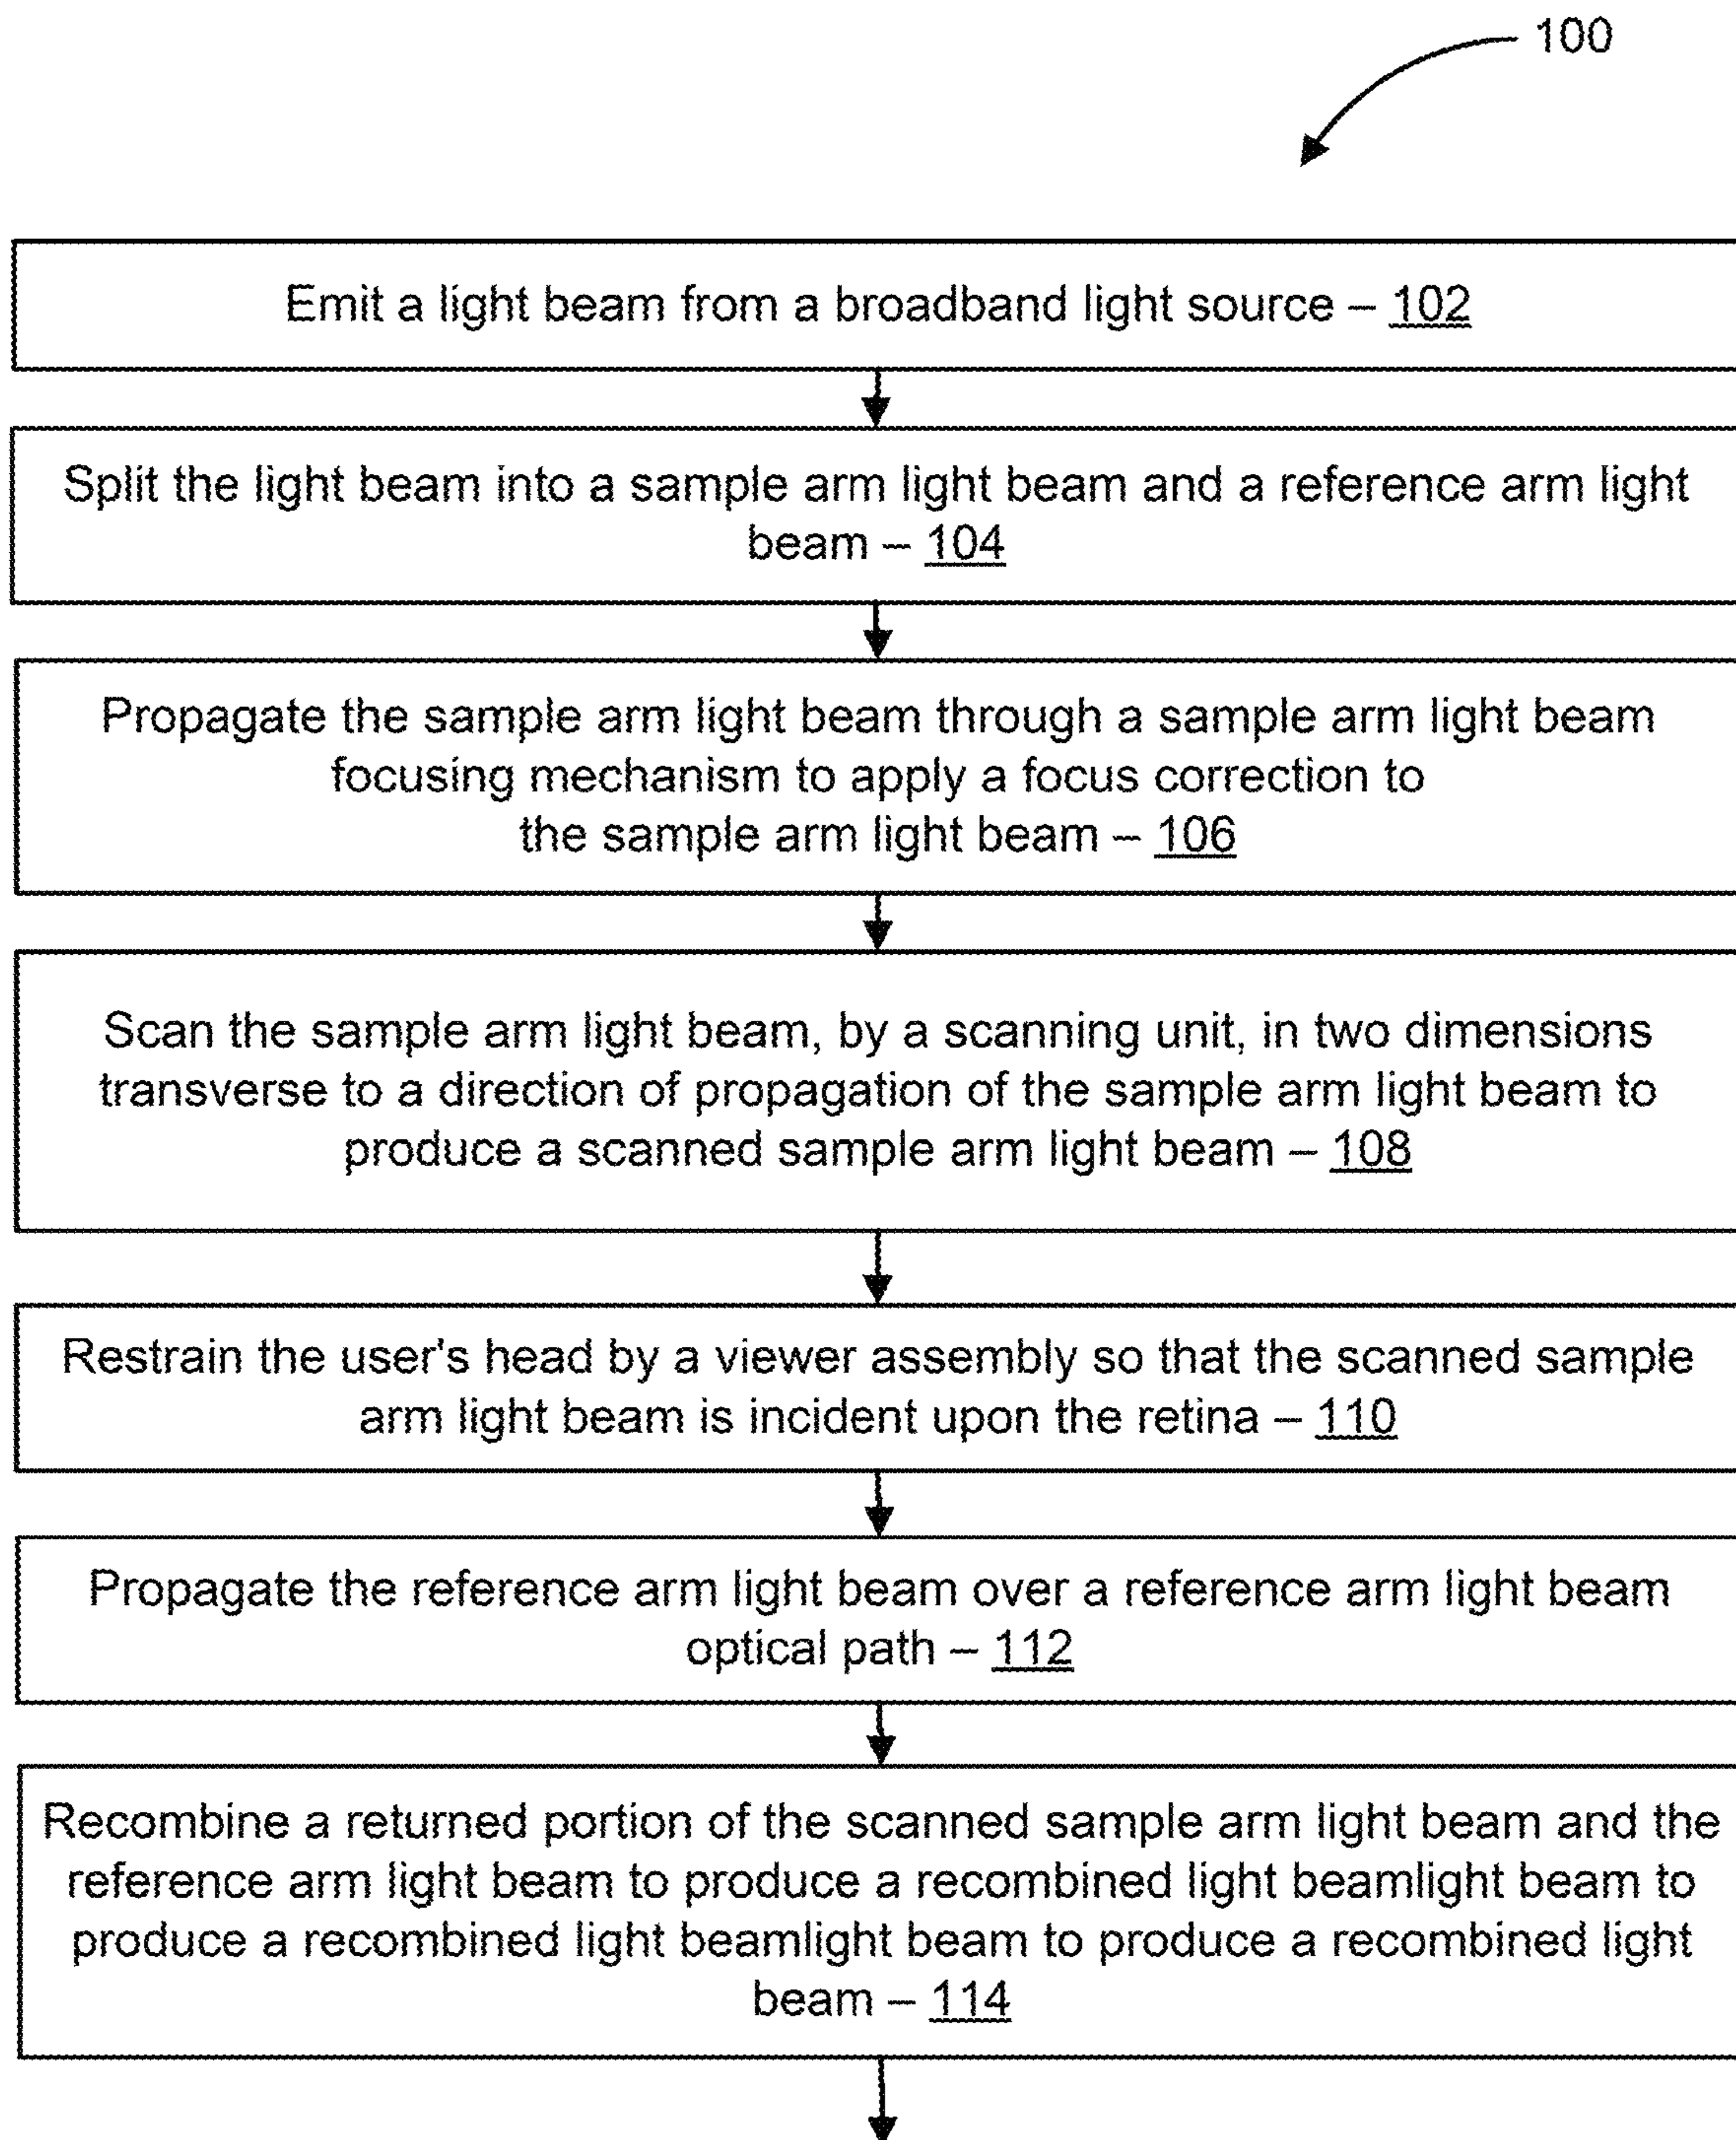 100
Emit a light beam from a broadband light source – 102
Split the light beam into a sample arm light beam and a reference arm light
beam – 104
Propagate the sample arm light beam through a sample arm light beam
focusing mechanism to apply a focus correction to
the sample arm light beam – 106
Scan the sample arm light beam, by a scanning unit, in two dimensions
transverse to a direction of propagation of the sample arm light beam to
produce a scanned sample arm light beam – 108
Restrain the user's head by a viewer assembly so that the scanned sample
arm light beam is incident upon the retina – 110
Propagate the reference arm light beam over a reference arm light beam
optical path – 112
Recombine a returned portion of the scanned sample arm light beam and the
reference arm light beam to produce a recombined light beamlight beam to
produce a recombined light beamlight beam to produce a recombined light
beam – 114